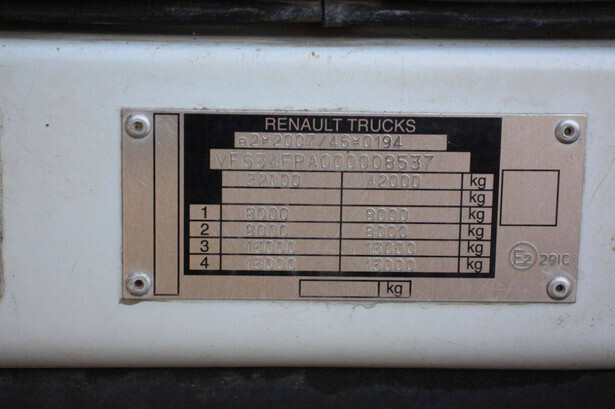 RENAULT TRUCKS
e2*2007/46*0194
VF634FPA000008537
32000 42000 kg
kg
1 8000 8000 kg
2 8000 8000 kg
3 13000 13000 kg
4 13000 13000 kg
kg
E2 291C